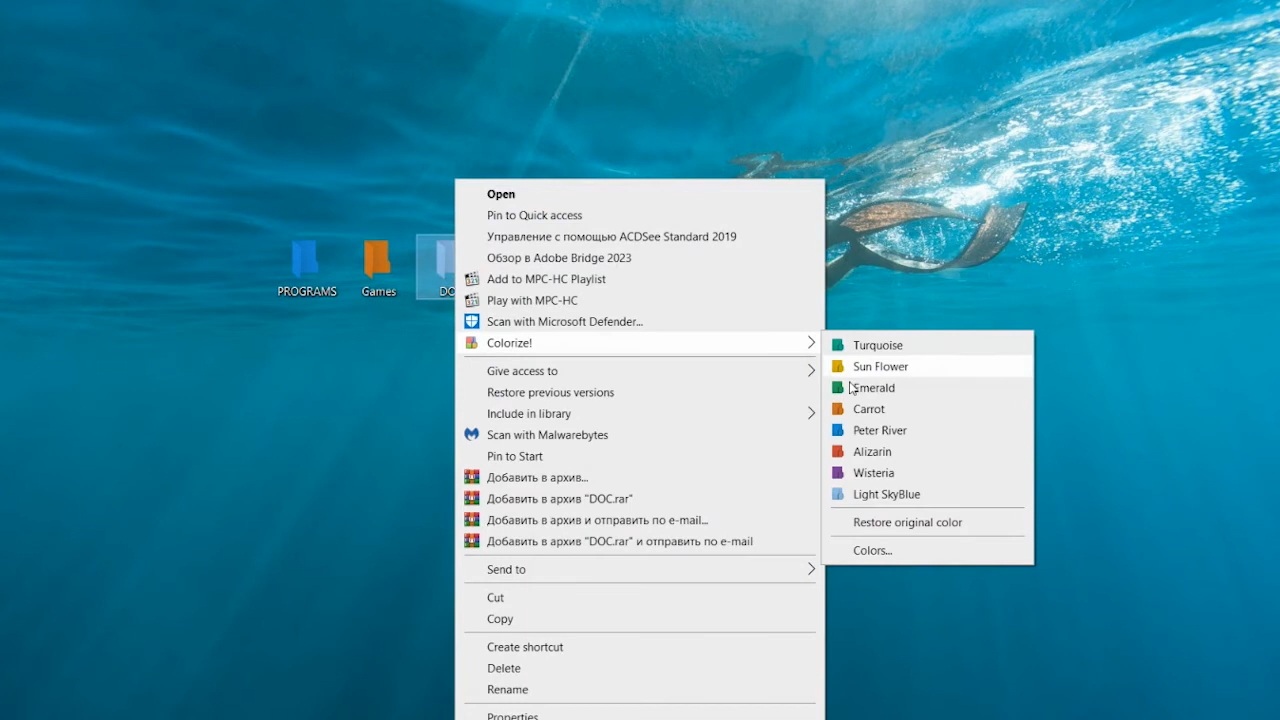 PROGRAMS
Games
DO
Open
Pin to Quick access
Управление с помощью ACDSee Standard 2019
Обзор в Adobe Bridge 2023
Add to MPC-HC Playlist
Play with MPC-HC
Scan with Microsoft Defender...
Colorize!
Give access to
Restore previous versions
Include in library
Scan with Malwarebytes
Pin to Start
Добавить в архив...
Добавить в архив "DOC.rar"
Добавить в архив и отправить по e-mail...
Добавить в архив "DOC.rar" и отправить по e-mail
Send to
Cut
Copy
Create shortcut
Delete
Rename
Properties
Turquoise
Sun Flower
Emerald
Carrot
Peter River
Alizarin
Wisteria
Light SkyBlue
Restore original color
Colors...